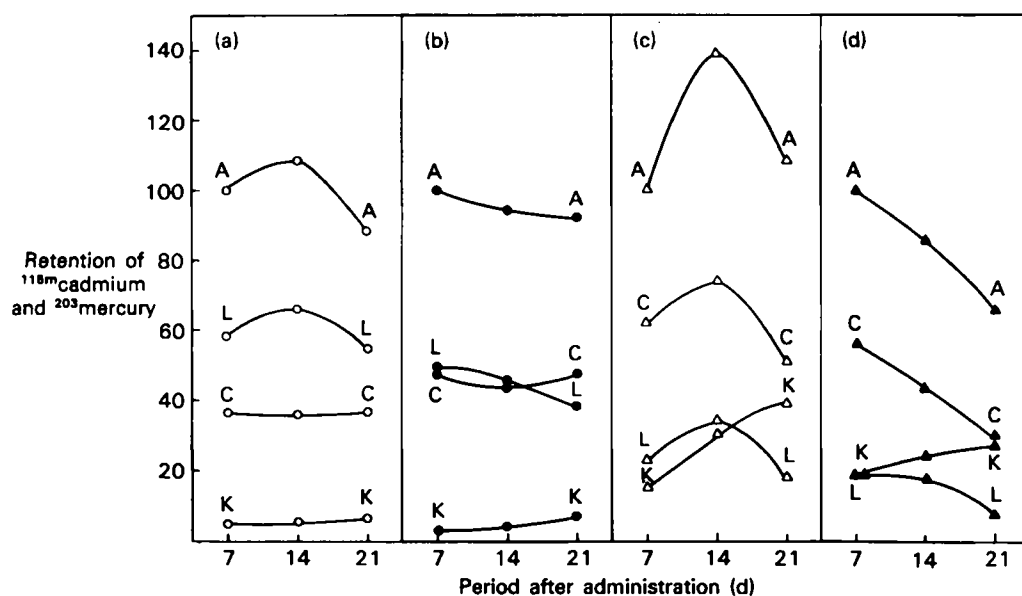 (a) (b) (c) (d)
140
120
100
80
60
40
20
Retention of
115mcadmium
and 203mercury
A A
L L
C C
K K
A A
L C
C L
K K
A A
C C
K
L L
K
A A
C C
K K
L L
7 14 21 7 14 21 7 14 21 7 14 21
Period after administration (d)